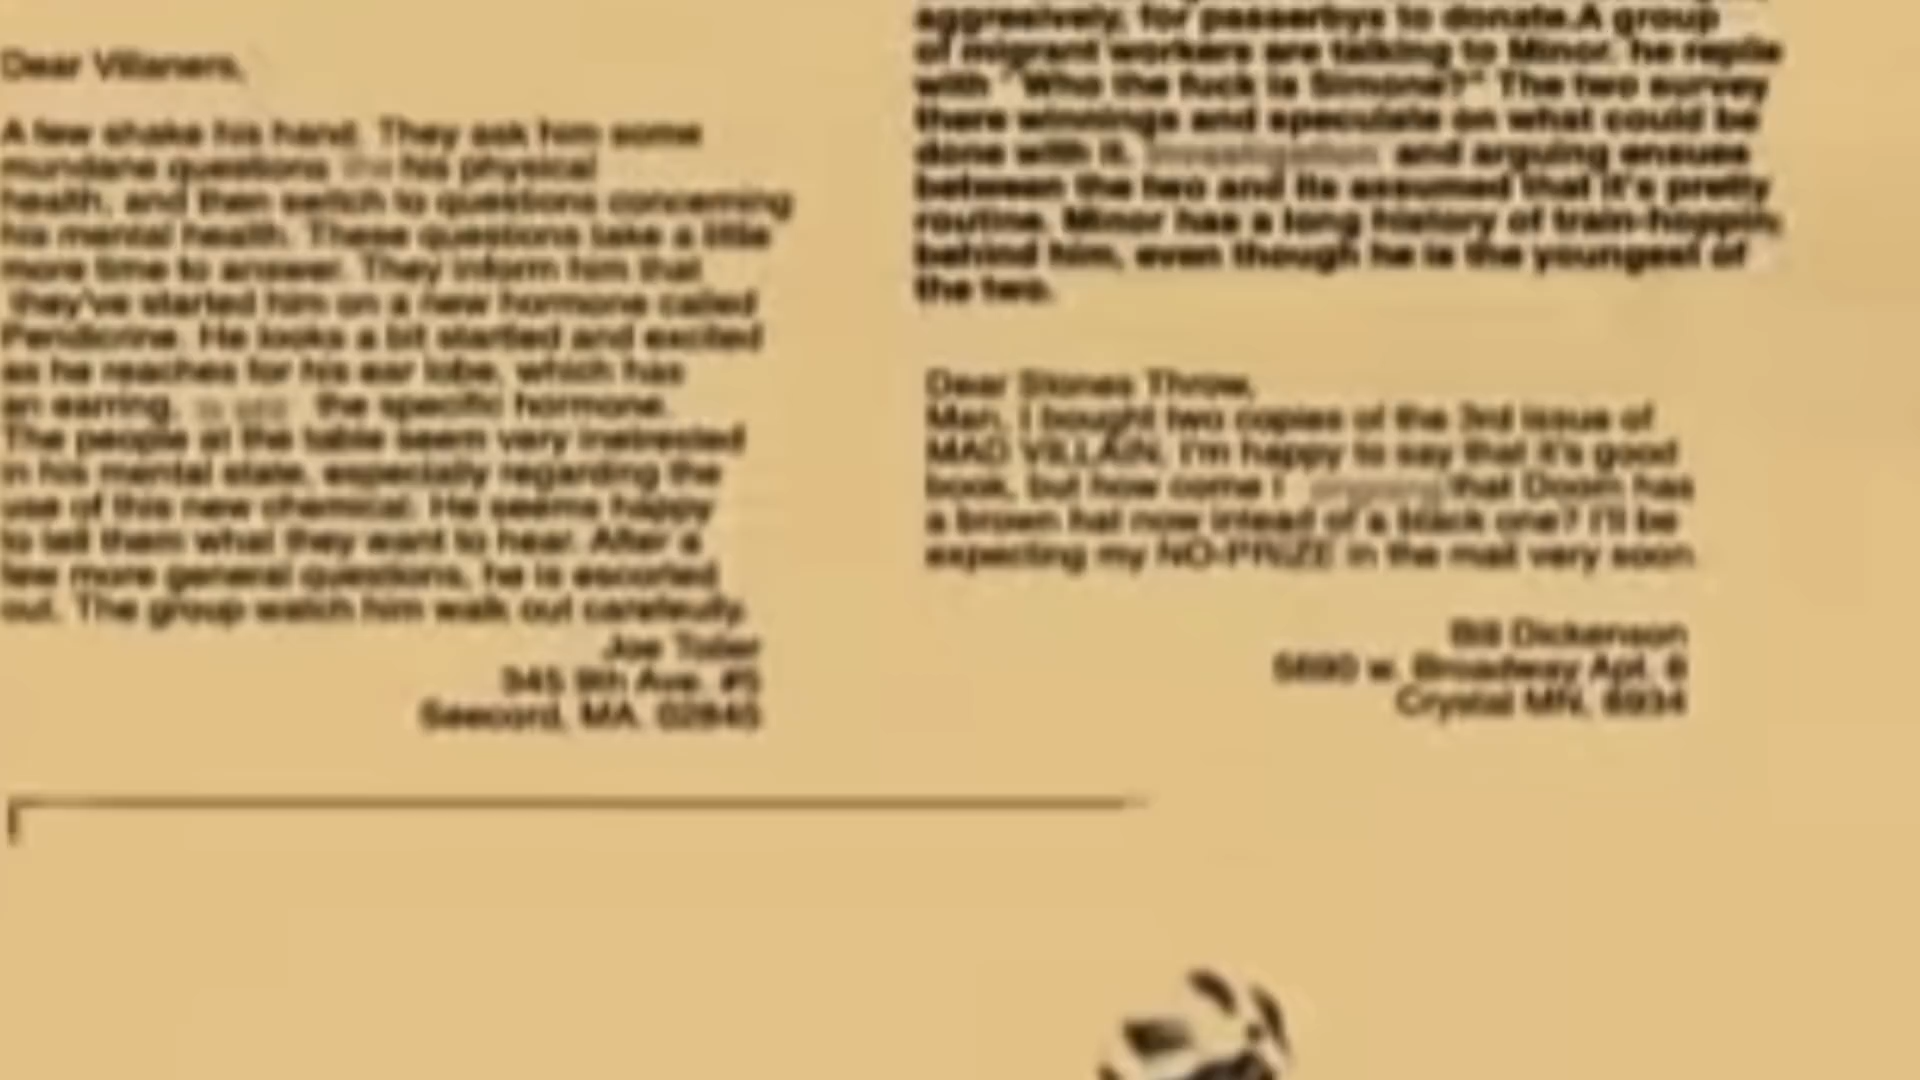 Dear Villaners,
A few shake his hand. They ask him some
mundane questions his physical
health, and then switch to questions concerning
his mental health. These questions take a little
more time to answer. They inform him that
they've started him on a new hormone called
Pendicrine. He looks a bit startled and excited
as he reaches for his ear lobe, which has
an earring. the specific hormone.
The people at the table seem very inetrested
in his mental state, especially regarding the
use of this new chemical. He seems happy
to tell them what they want to hear. After a
few more general questions, he is escorted
out. The group watch him walk out carefeully.
Joe Toller
345 9th Ave. #5
MA. 02845
aggresively, for passerbys to donate.A group
of migrant workers are talking to Minor. he replie
with "Who the fuck is Simone?" The two survey
there winnings and speculate on what could be
done with it. investigation and arguing ensues
between the two and its assumed that it's pretty
routine. Minor has a long history of train-hoppin
behind him, even though he is the youngest of
the two.
Dear Stones Throw,
Man, I bought two copies of the 3rd issue of
MAD VILLAIN. I'm happy to say that it's good
book, but how come I that Doom has
a brown hat now intead of a black one? I'll be
expecting my NO-PRIZE in the mail very soon
Bill Dickenson
5690 w. Broadway Apt. 6
Crystal MN, 6934